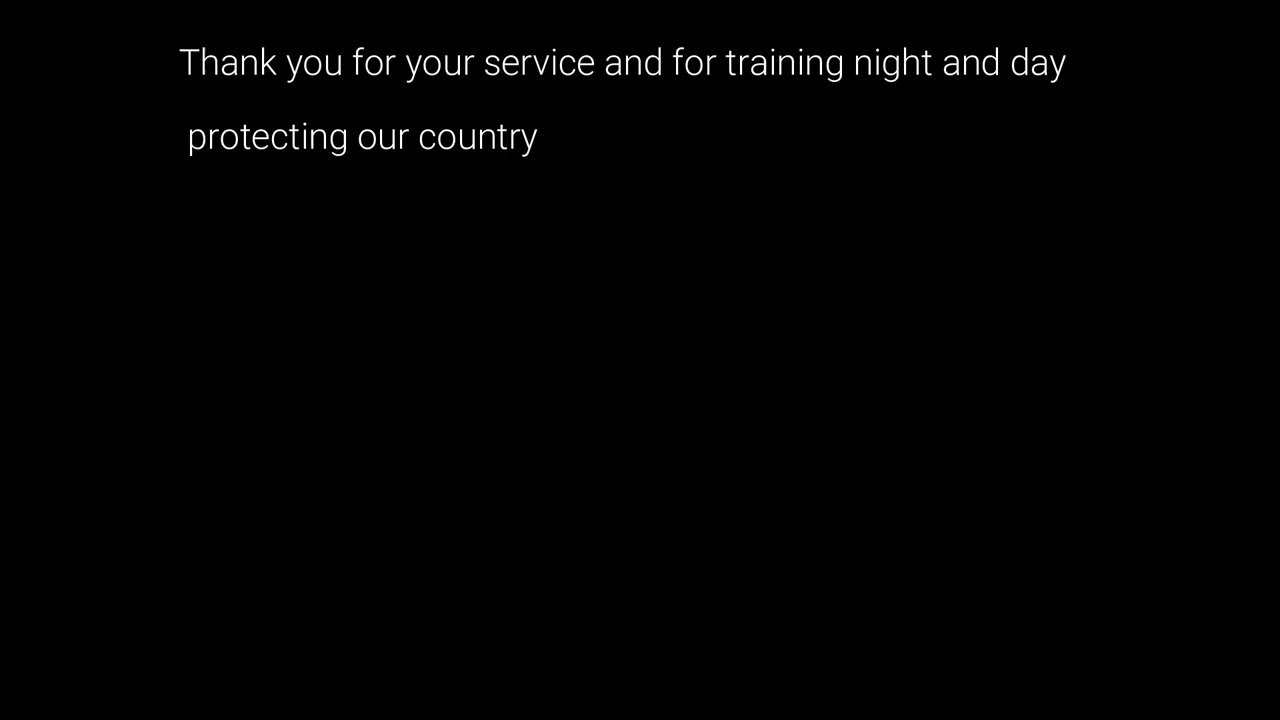 Thank you for your service and for training night and day
protecting our country